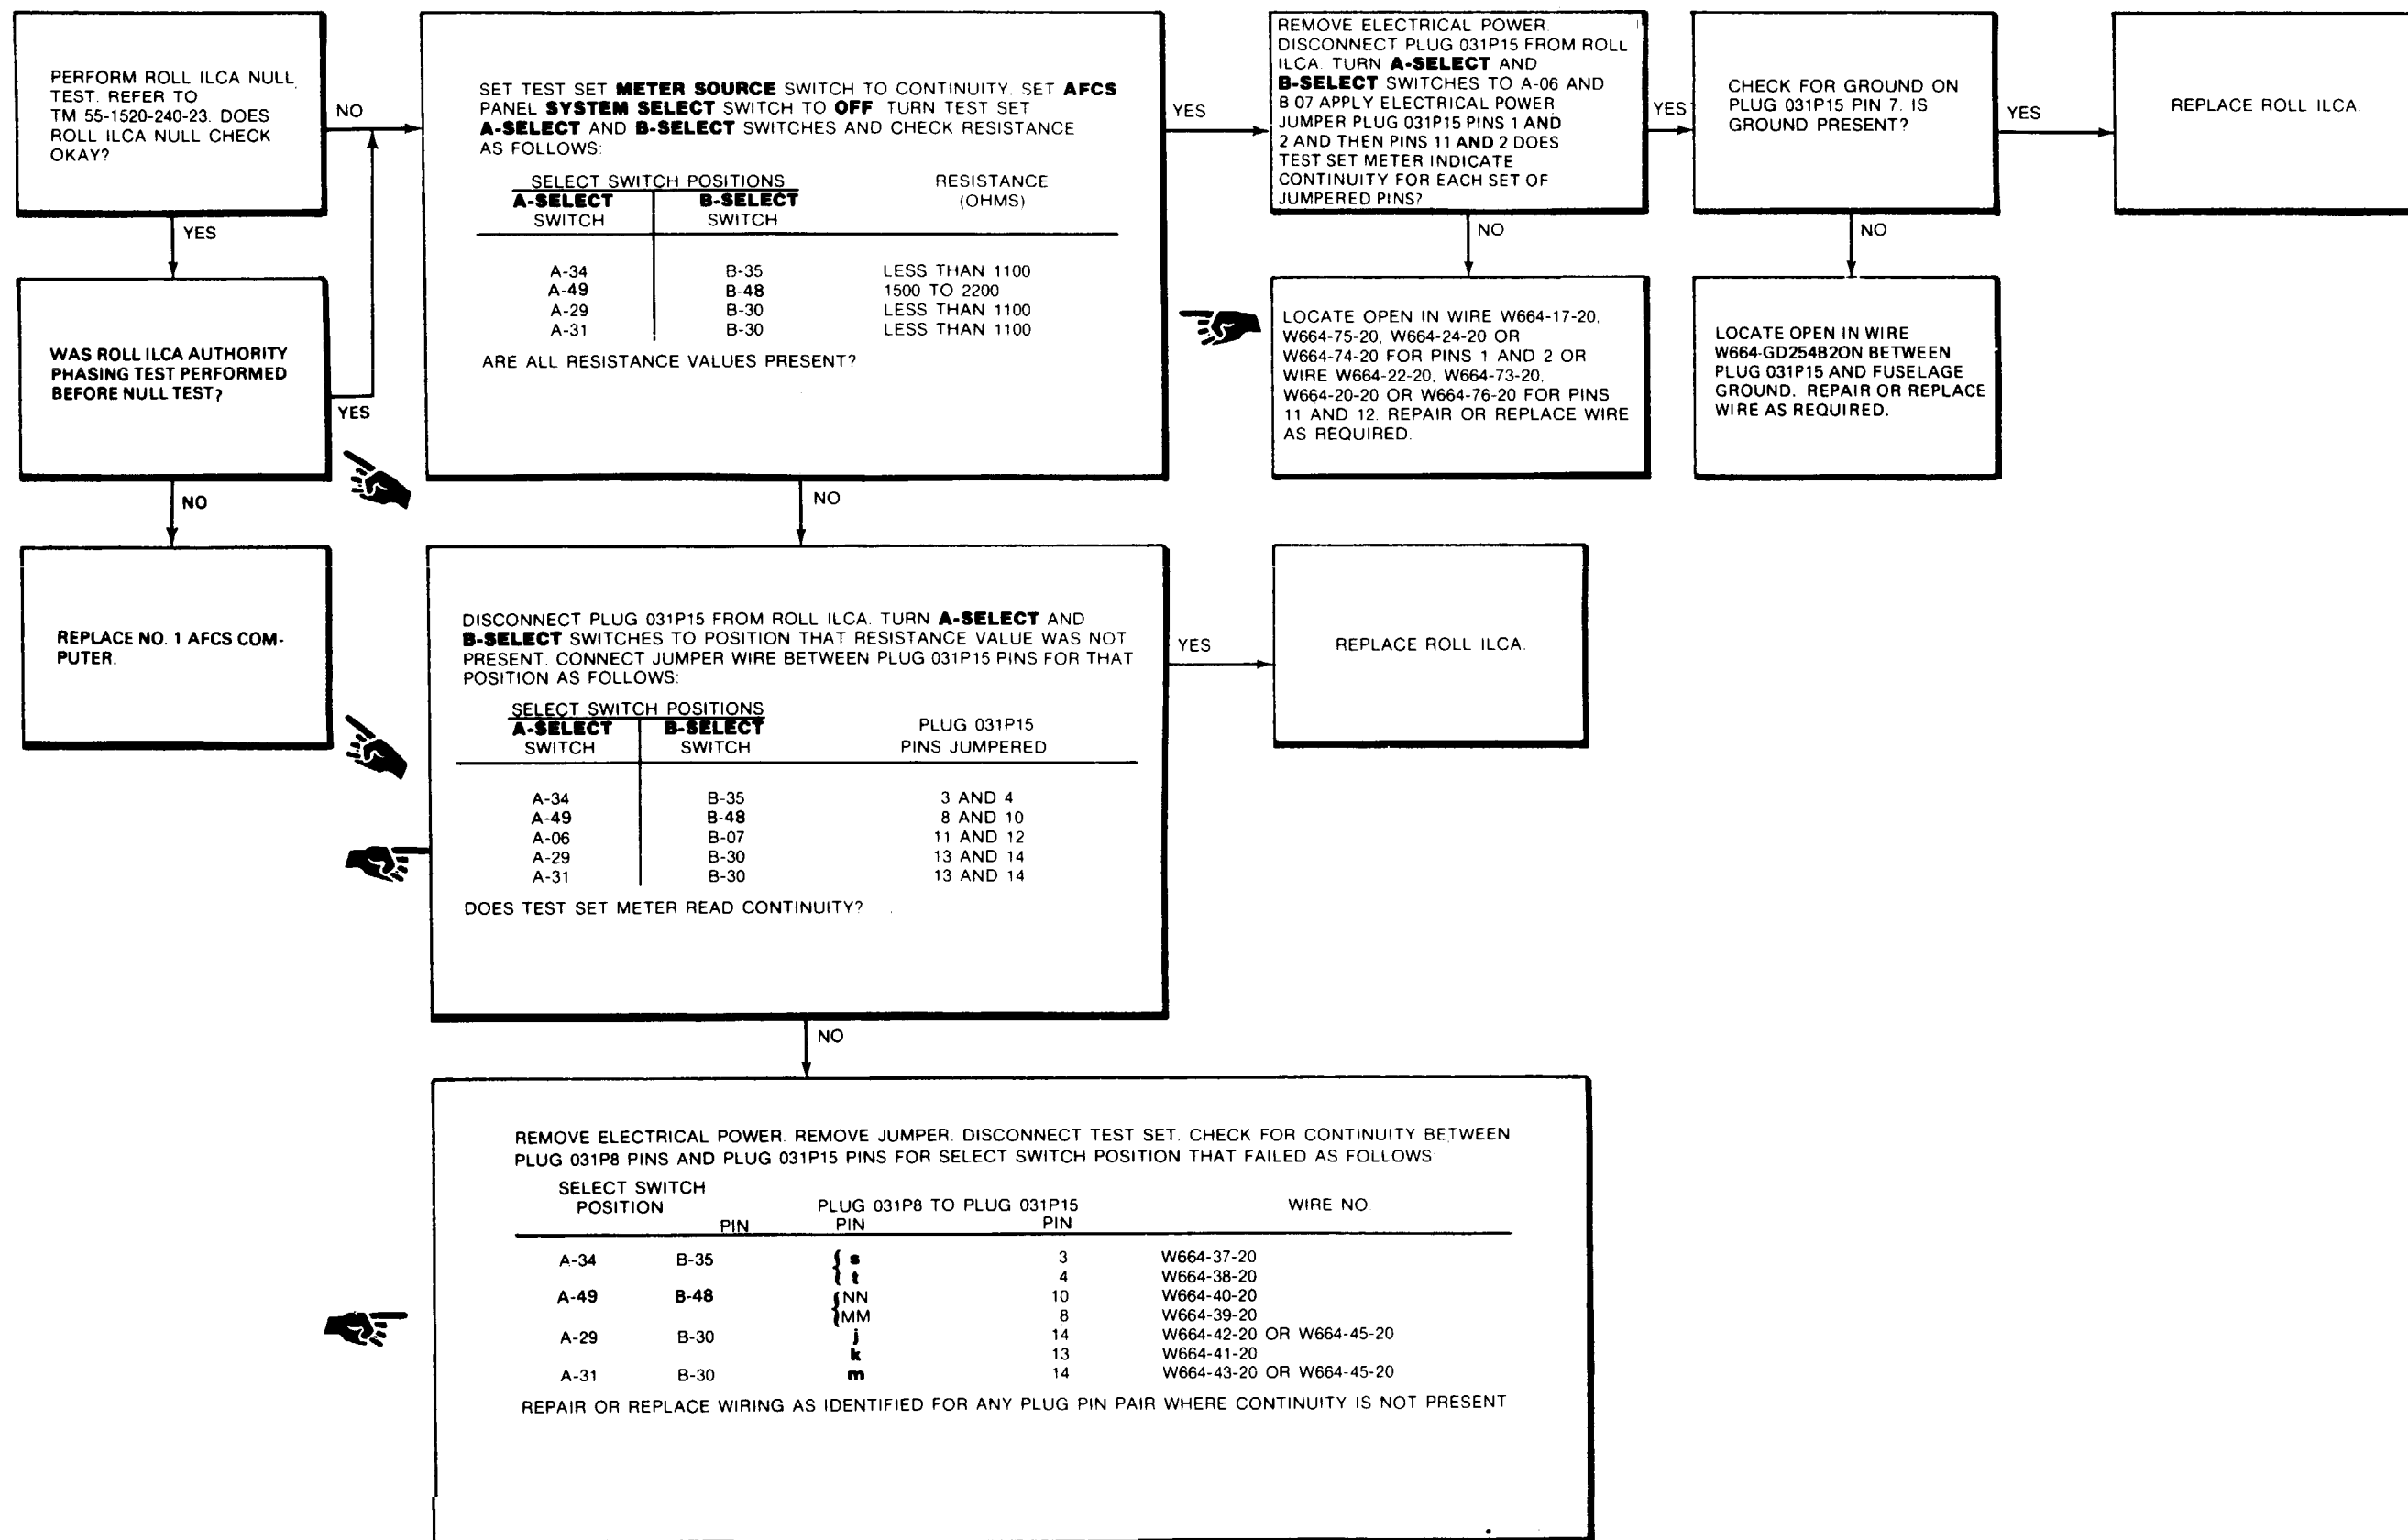 PERFORM ROLL ILCA NULL
TEST. REFER TO
TM 55-1520-240-23. DOES
ROLL ILCA NULL CHECK
OKAY?
NO
YES
WAS ROLL ILCA AUTHORITY
PHASING TEST PERFORMED
BEFORE NULL TEST?
YES
NO
REPLACE NO. 1 AFCS COM-
PUTER.
SET TEST SET METER SOURCE SWITCH TO CONTINUITY. SET AFCS
PANEL SYSTEM SELECT SWITCH TO OFF TURN TEST SET
A-SELECT AND B-SELECT SWITCHES AND CHECK RESISTANCE
AS FOLLOWS:
SELECT SWITCH POSITIONS RESISTANCE
A-SELECT B-SELECT (OHMS)
SWITCH SWITCH
A-34 B-35 LESS THAN 1100
A-49 B-48 1500 TO 2200
A-29 B-30 LESS THAN 1100
A-31 B-30 LESS THAN 1100
ARE ALL RESISTANCE VALUES PRESENT?
YES
NO
REMOVE ELECTRICAL POWER.
DISCONNECT PLUG 031P15 FROM ROLL
ILCA. TURN A-SELECT AND
B-SELECT SWITCHES TO A-06 AND
B-07 APPLY ELECTRICAL POWER
JUMPER PLUG 031P15 PINS 1 AND
2 AND THEN PINS 11 AND 2 DOES
TEST SET METER INDICATE
CONTINUITY FOR EACH SET OF
JUMPERED PINS?
YES
NO
LOCATE OPEN IN WIRE W664-17-20,
W664-75-20, W664-24-20 OR
W664-74-20 FOR PINS 1 AND 2 OR
WIRE W664-22-20, W664-73-20,
W664-20-20 OR W664-76-20 FOR PINS
11 AND 12. REPAIR OR REPLACE WIRE
AS REQUIRED.
CHECK FOR GROUND ON
PLUG 031P15 PIN 7. IS
GROUND PRESENT?
YES
NO
REPLACE ROLL ILCA.
LOCATE OPEN IN WIRE
W664-GD254B2ON BETWEEN
PLUG 031P15 AND FUSELAGE
GROUND. REPAIR OR REPLACE
WIRE AS REQUIRED.
DISCONNECT PLUG 031P15 FROM ROLL ILCA. TURN A-SELECT AND
B-SELECT SWITCHES TO POSITION THAT RESISTANCE VALUE WAS NOT
PRESENT. CONNECT JUMPER WIRE BETWEEN PLUG 031P15 PINS FOR THAT
POSITION AS FOLLOWS:
SELECT SWITCH POSITIONS
A-SELECT B-SELECT PLUG 031P15
SWITCH SWITCH PINS JUMPERED
A-34 B-35 3 AND 4
A-49 B-48 8 AND 10
A-06 B-07 11 AND 12
A-29 B-30 13 AND 14
A-31 B-30 13 AND 14
DOES TEST SET METER READ CONTINUITY?
YES
REPLACE ROLL ILCA.
NO
REMOVE ELECTRICAL POWER. REMOVE JUMPER. DISCONNECT TEST SET. CHECK FOR CONTINUITY BETWEEN
PLUG 031P8 PINS AND PLUG 031P15 PINS FOR SELECT SWITCH POSITION THAT FAILED AS FOLLOWS:
SELECT SWITCH
POSITION PLUG 031P8 TO PLUG 031P15 WIRE NO
PIN PIN PIN
A-34 B-35 { s 3 W664-37-20
t 4 W664-38-20
A-49 B-48 { NN 10 W664-40-20
MM 8 W664-39-20
A-29 B-30 j 14 W664-42-20 OR W664-45-20
k 13 W664-41-20
A-31 B-30 m 14 W664-43-20 OR W664-45-20
REPAIR OR REPLACE WIRING AS IDENTIFIED FOR ANY PLUG PIN PAIR WHERE CONTINUITY IS NOT PRESENT